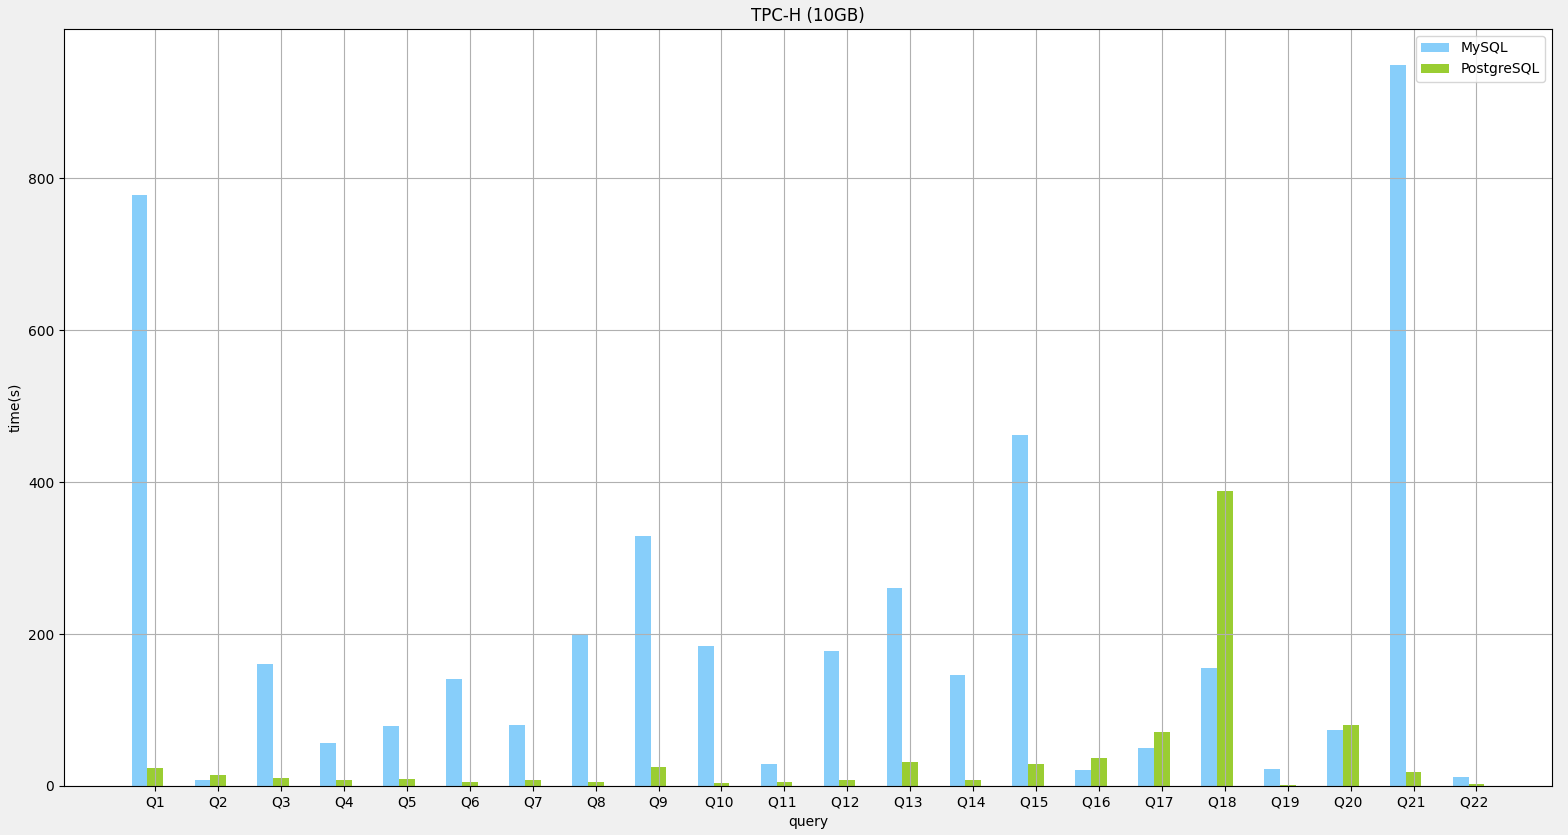 TPC-H (10GB)
MySQL
PostgreSQL
800
600
400
200
0
time(s)
Q1 Q2 Q3 Q4 Q5 Q6 Q7 Q8 Q9 Q10 Q11 Q12 Q13 Q14 Q15 Q16 Q17 Q18 Q19 Q20 Q21 Q22
query